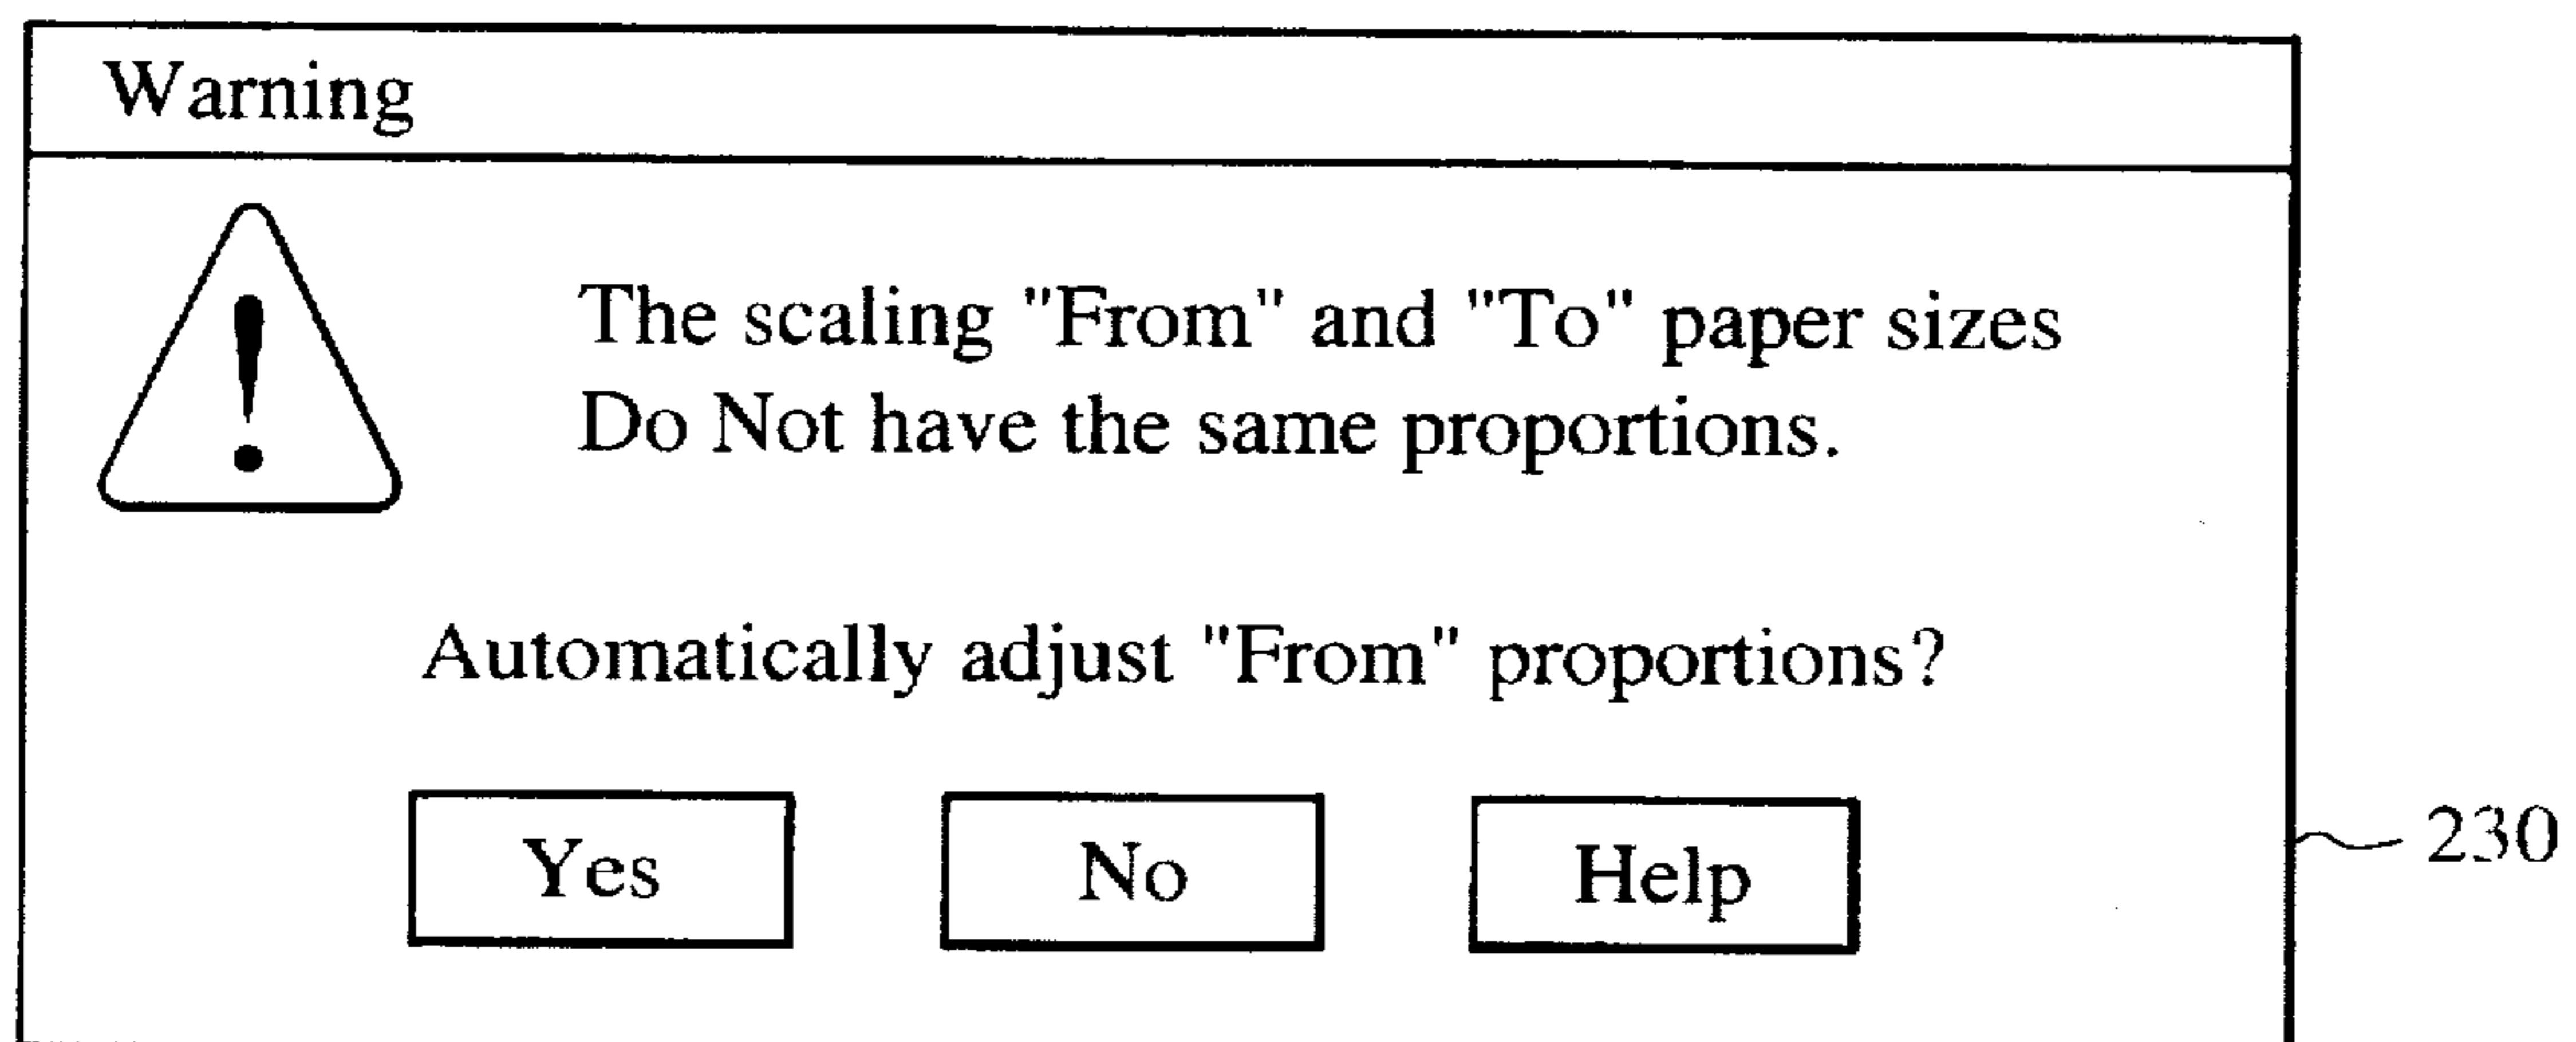 Warning
The scaling "From" and "To" paper sizes
Do Not have the same proportions.
Automatically adjust "From" proportions?
Yes No Help
230